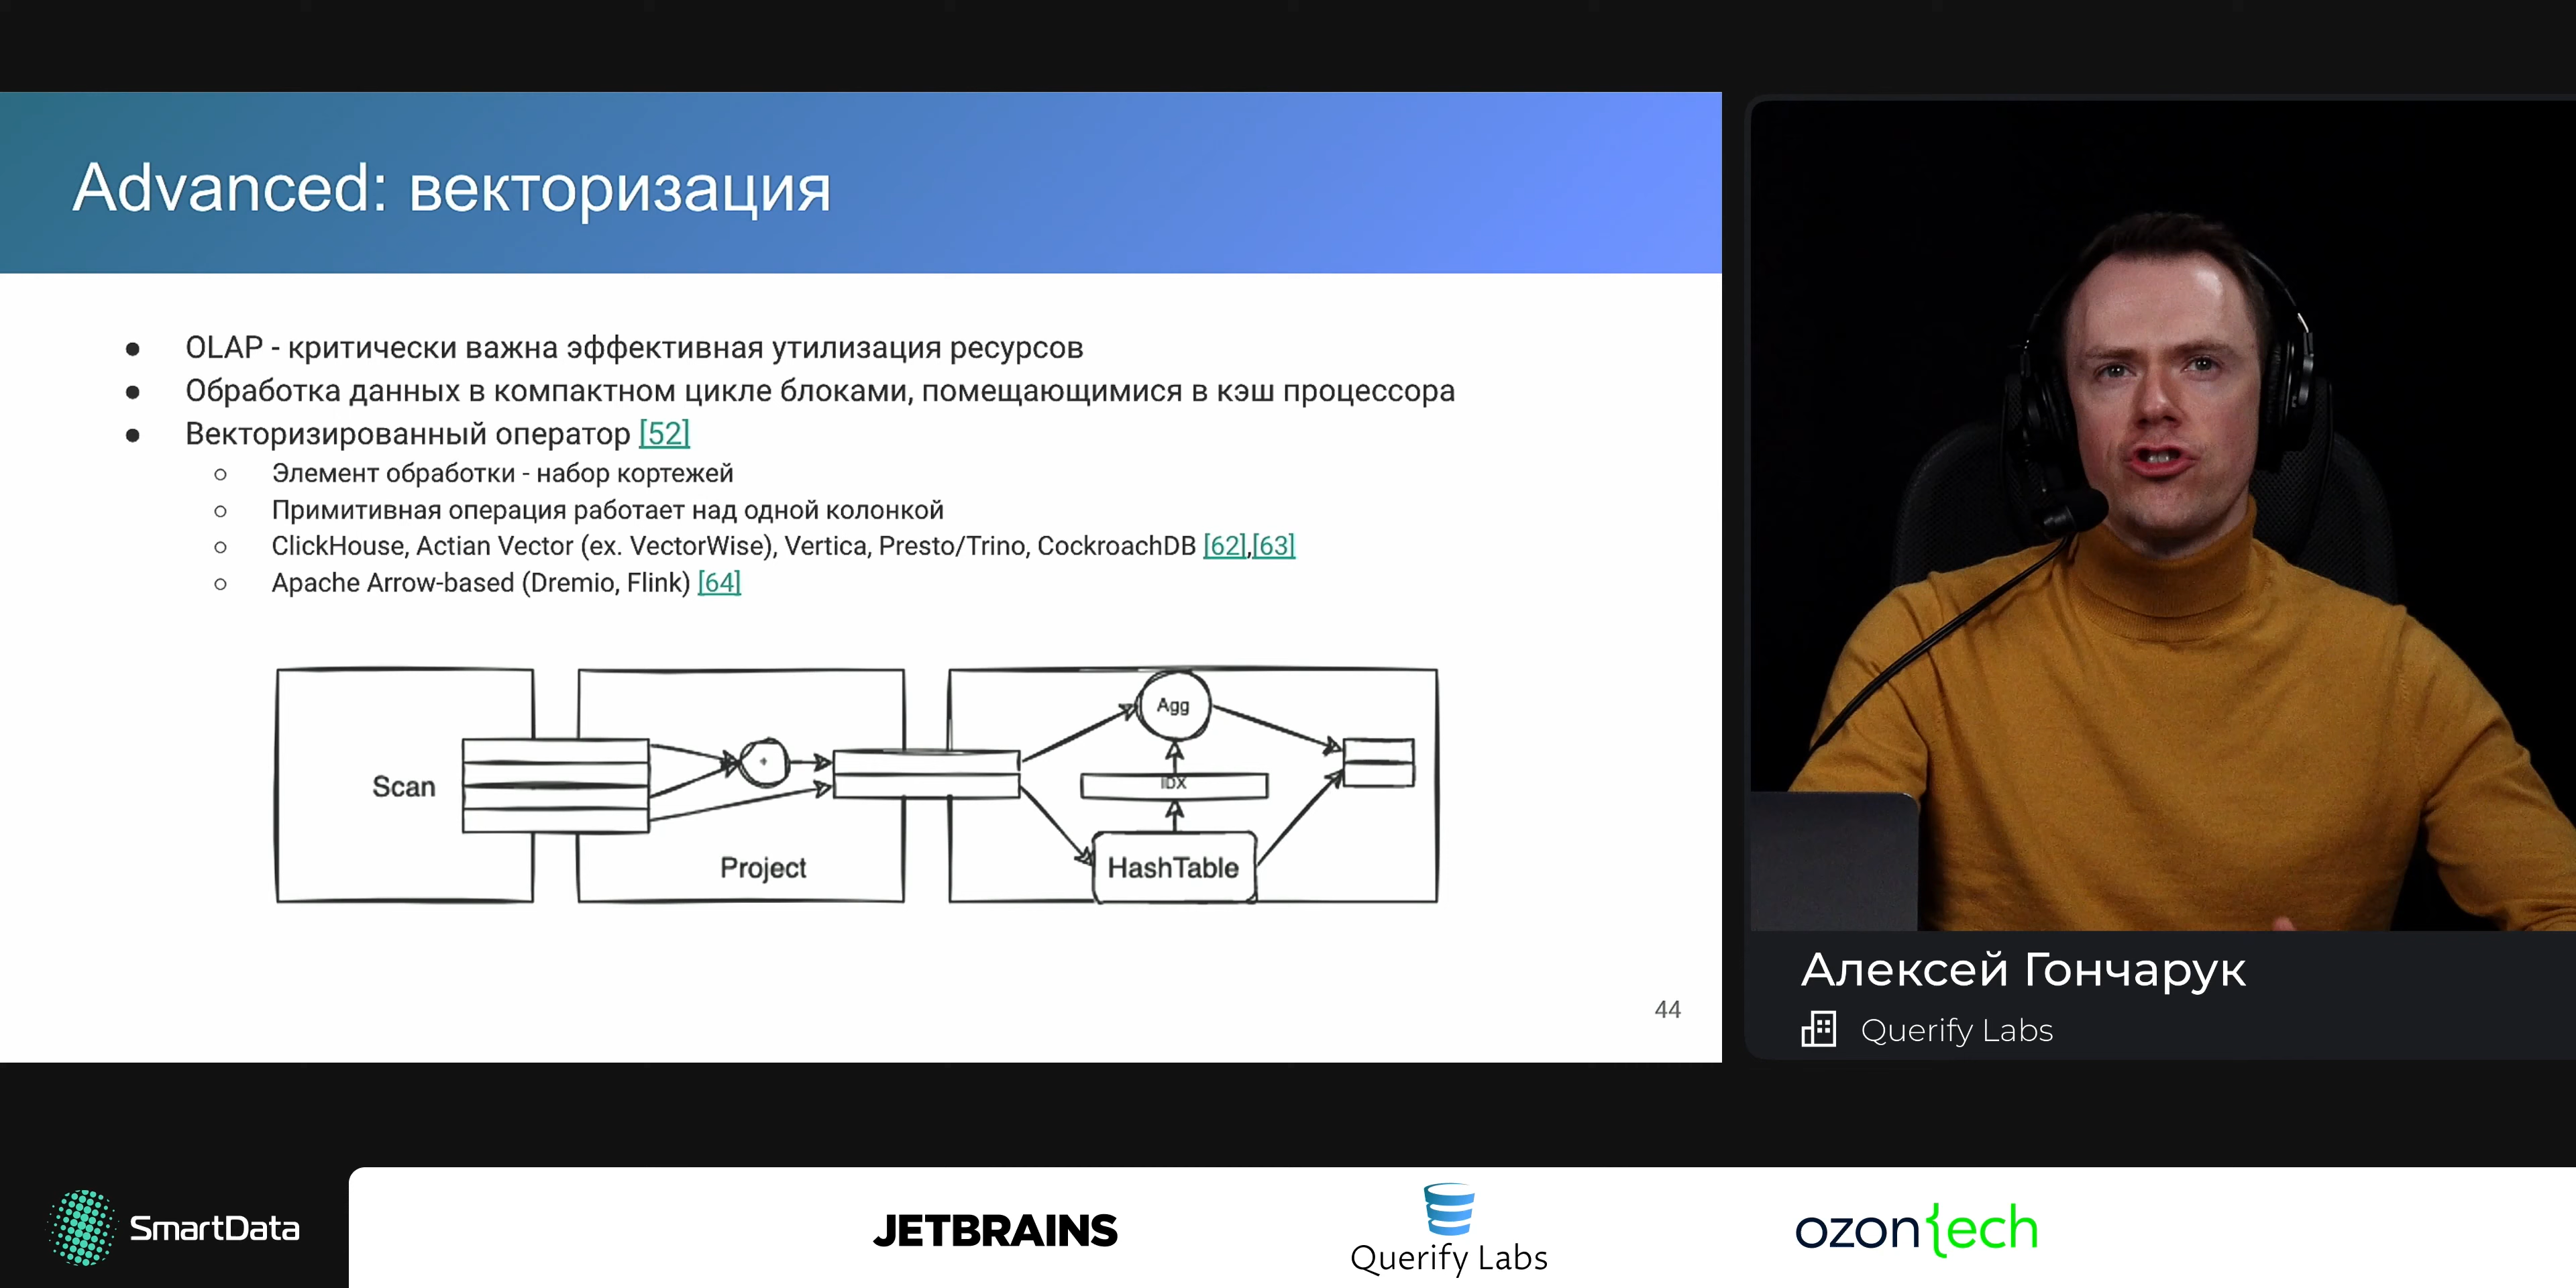 Advanced: векторизация
OLAP - критически важна эффективная утилизация ресурсов
Обработка данных в компактном цикле блоками, помещающимися в кэш процессора
Векторизированный оператор [52]
Элемент обработки - набор кортежей
Примитивная операция работает над одной колонкой
ClickHouse, Actian Vector (ex. VectorWise), Vertica, Presto/Trino, CockroachDB [62],[63]
Apache Arrow-based (Dremio, Flink) [64]
Agg
+
Scan
IDX
Project
HashTable
44
Алексей Гончарук
Querify Labs
SmartData
JETBRAINS
Querify Labs
ozon{ech